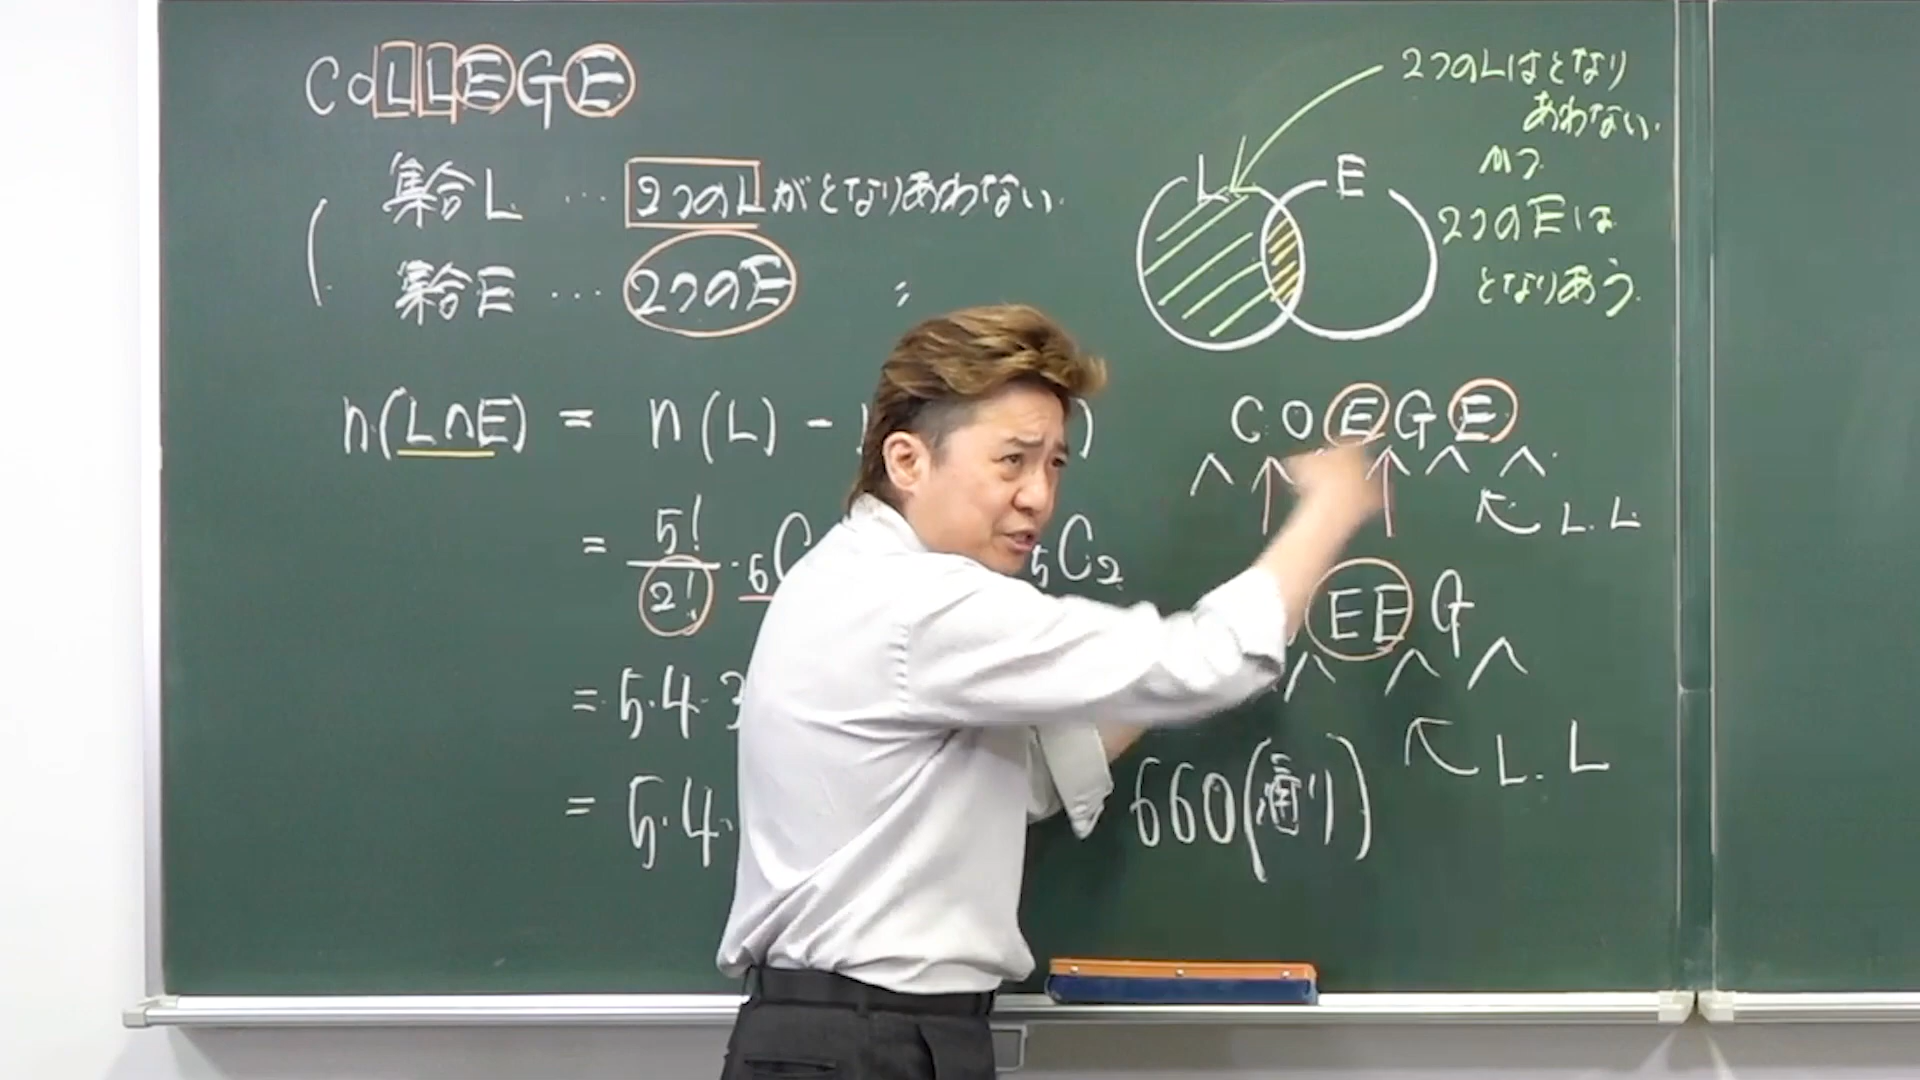 COLLEGE
集合L … 2つのLがとなりあわない.
集合E … 2つのE 〃
n(L∩E) = n(L) -
= 5!/2! · ₆C ₅C₂
= 5·4·3
= 5·4· 660(通り)
2つのLはとなり
あわない.
かつ
2つのEは
となりあう.
L E
COEGE
L. L
EEG
L. L